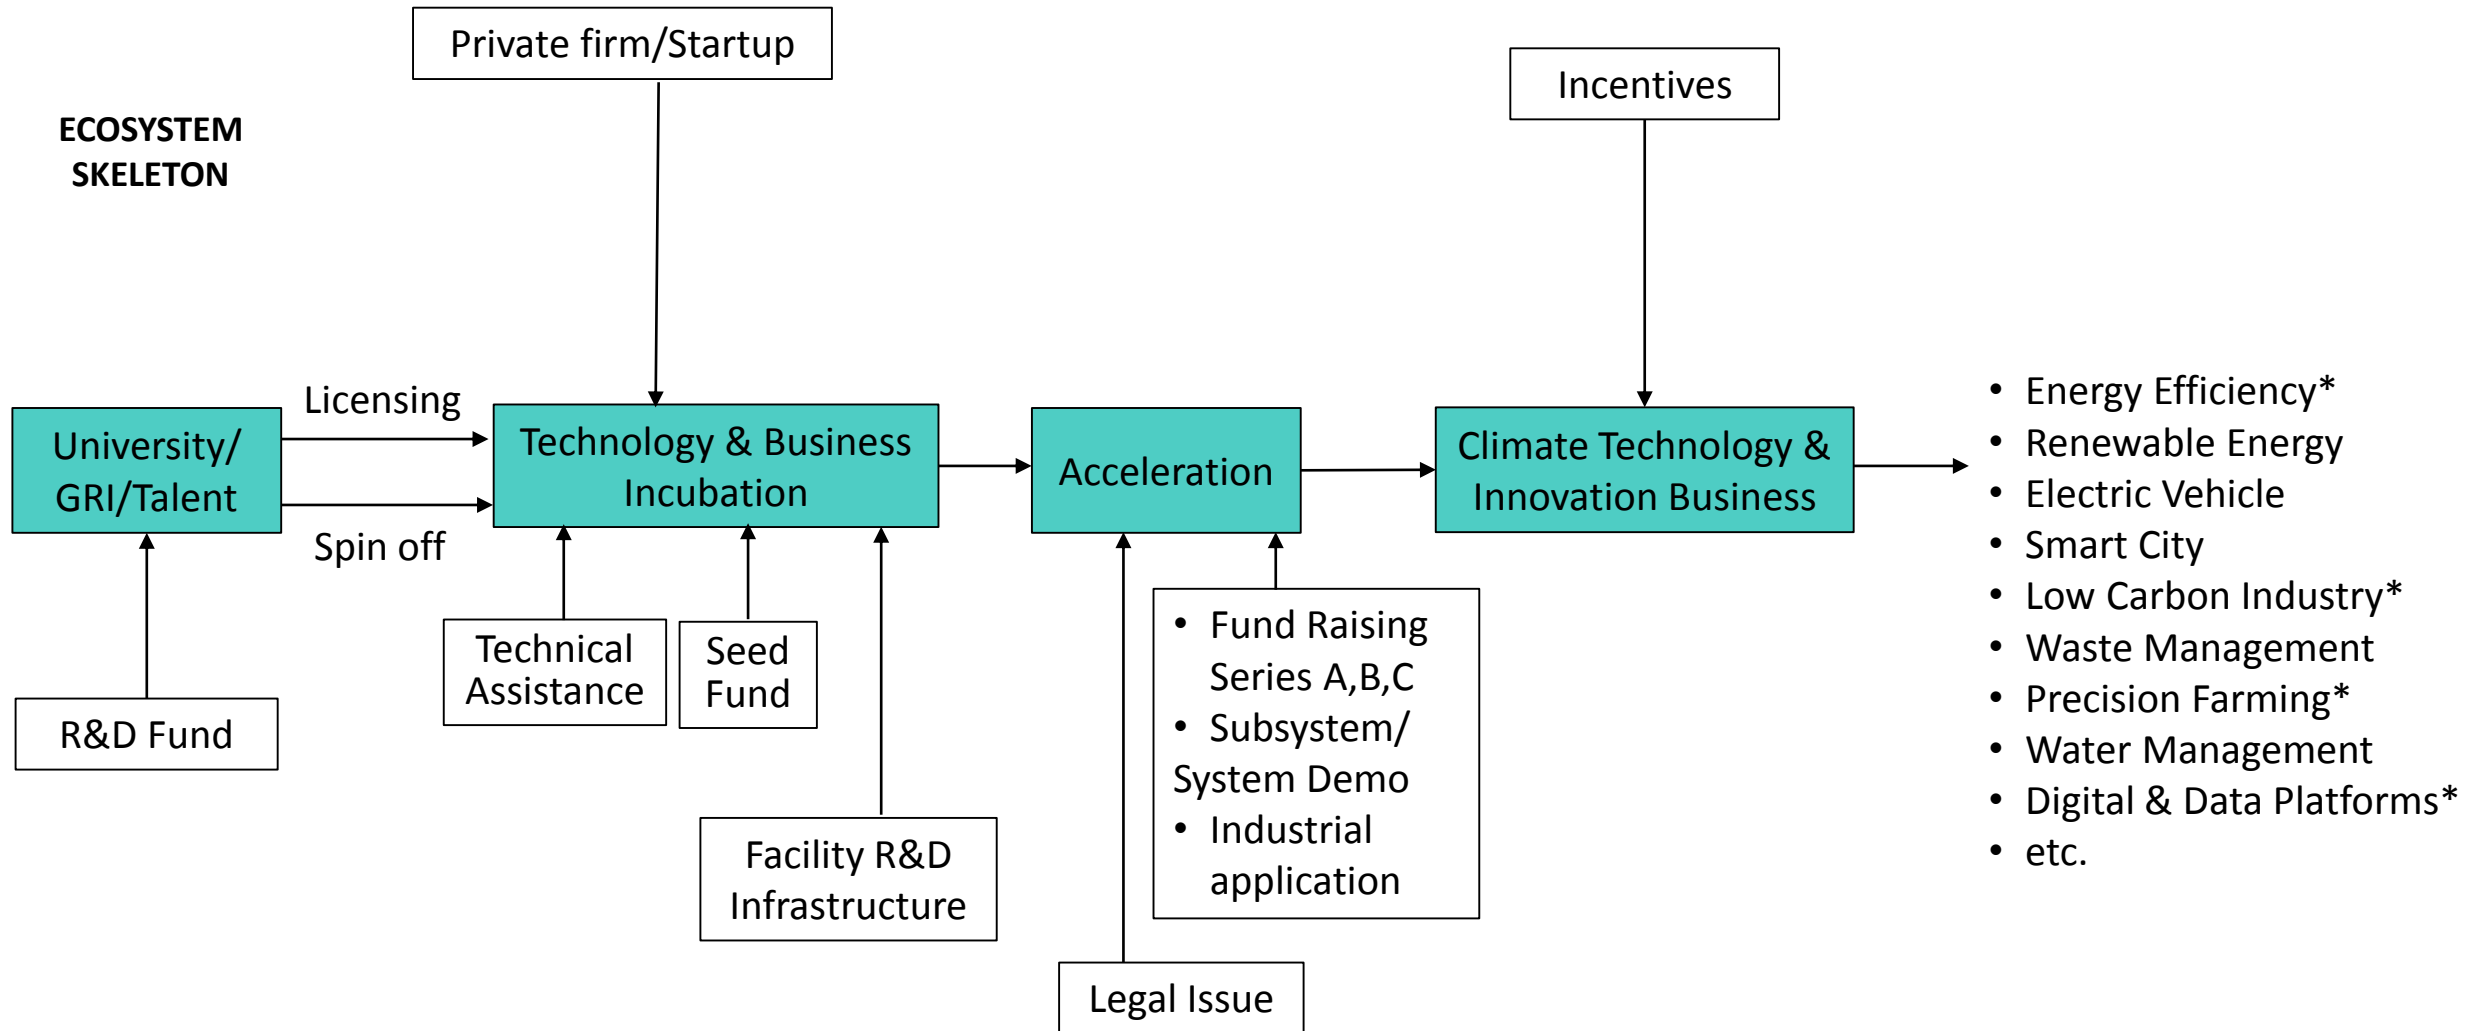 Private firm/Startup
Incentives
ECOSYSTEM
SKELETON
Licensing
Spin off
University/
GRI/Talent
Technology & Business
Incubation
Acceleration
Climate Technology &
Innovation Business
R&D Fund
Technical
Assistance
Seed
Fund
Facility R&D
Infrastructure
• Fund Raising
Series A,B,C
• Subsystem/
System Demo
• Industrial
application
Legal Issue
• Energy Efficiency*
• Renewable Energy
• Electric Vehicle
• Smart City
• Low Carbon Industry*
• Waste Management
• Precision Farming*
• Water Management
• Digital & Data Platforms*
• etc.